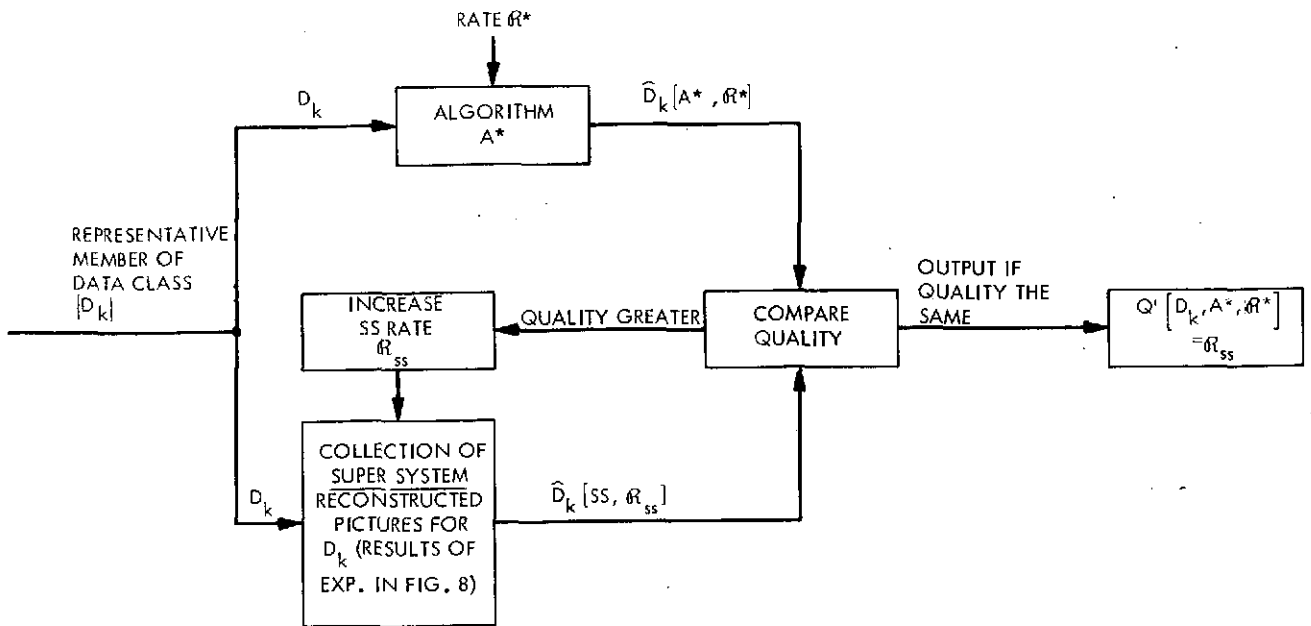 RATE ℛ*
D_k
ALGORITHM
A*
D̂_k [A*, ℛ*]
REPRESENTATIVE
MEMBER OF
DATA CLASS
|D_k|
INCREASE
SS RATE
ℛ_ss
QUALITY GREATER
COMPARE
QUALITY
OUTPUT IF
QUALITY THE
SAME
Q' [D_k, A*, ℛ*]
=ℛ_ss
D_k
COLLECTION OF
SUPER SYSTEM
RECONSTRUCTED
PICTURES FOR
D_k (RESULTS OF
EXP. IN FIG. 8)
D̂_k [SS, ℛ_ss]